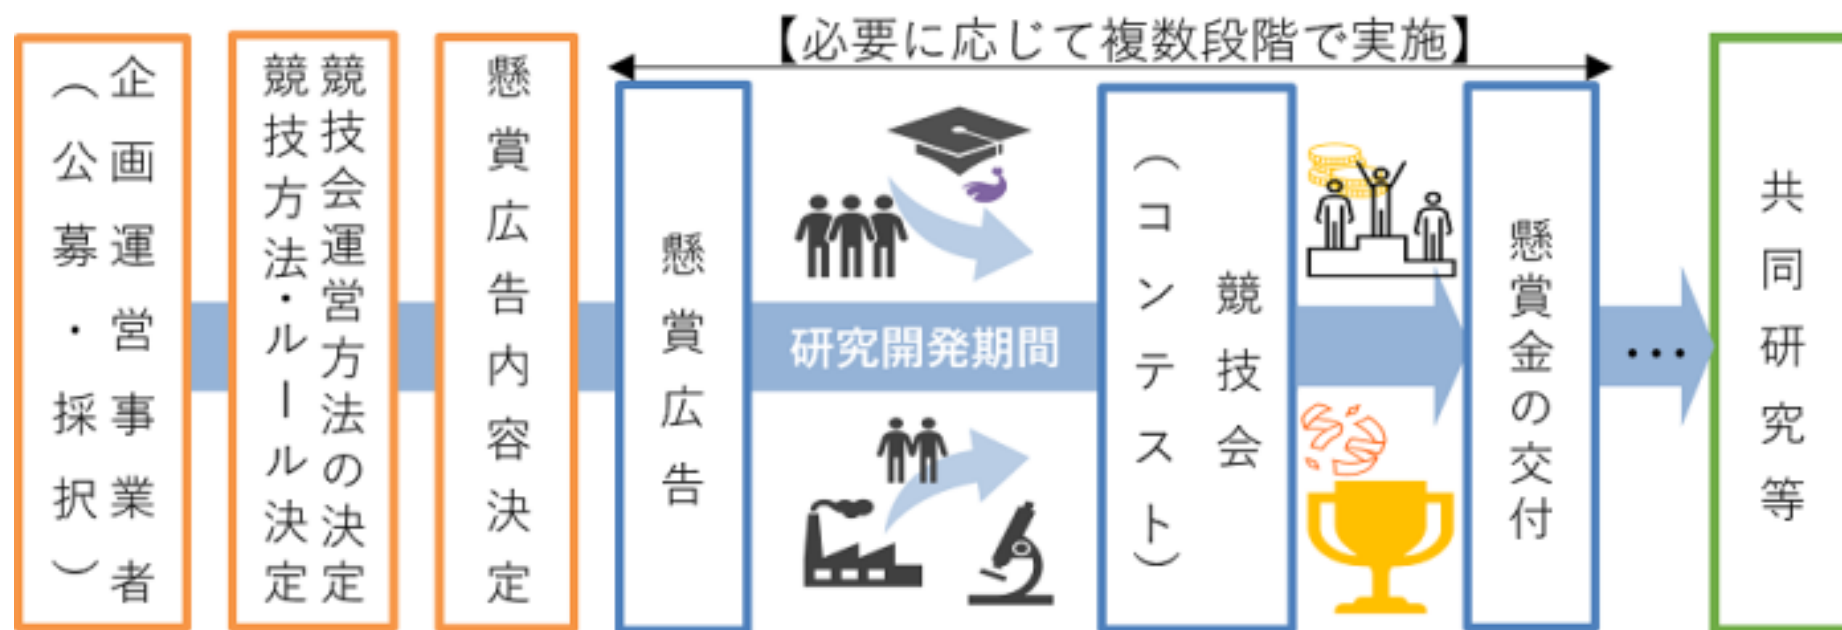 【必要に応じて複数段階で実施】
企画運営事業者
（公募・採択）
競技会運営方法の決定
競技方法・ルール決定
懸賞広告内容決定
懸賞広告
研究開発期間
競技会
（コンテスト）
懸賞金の交付
…
共同研究等